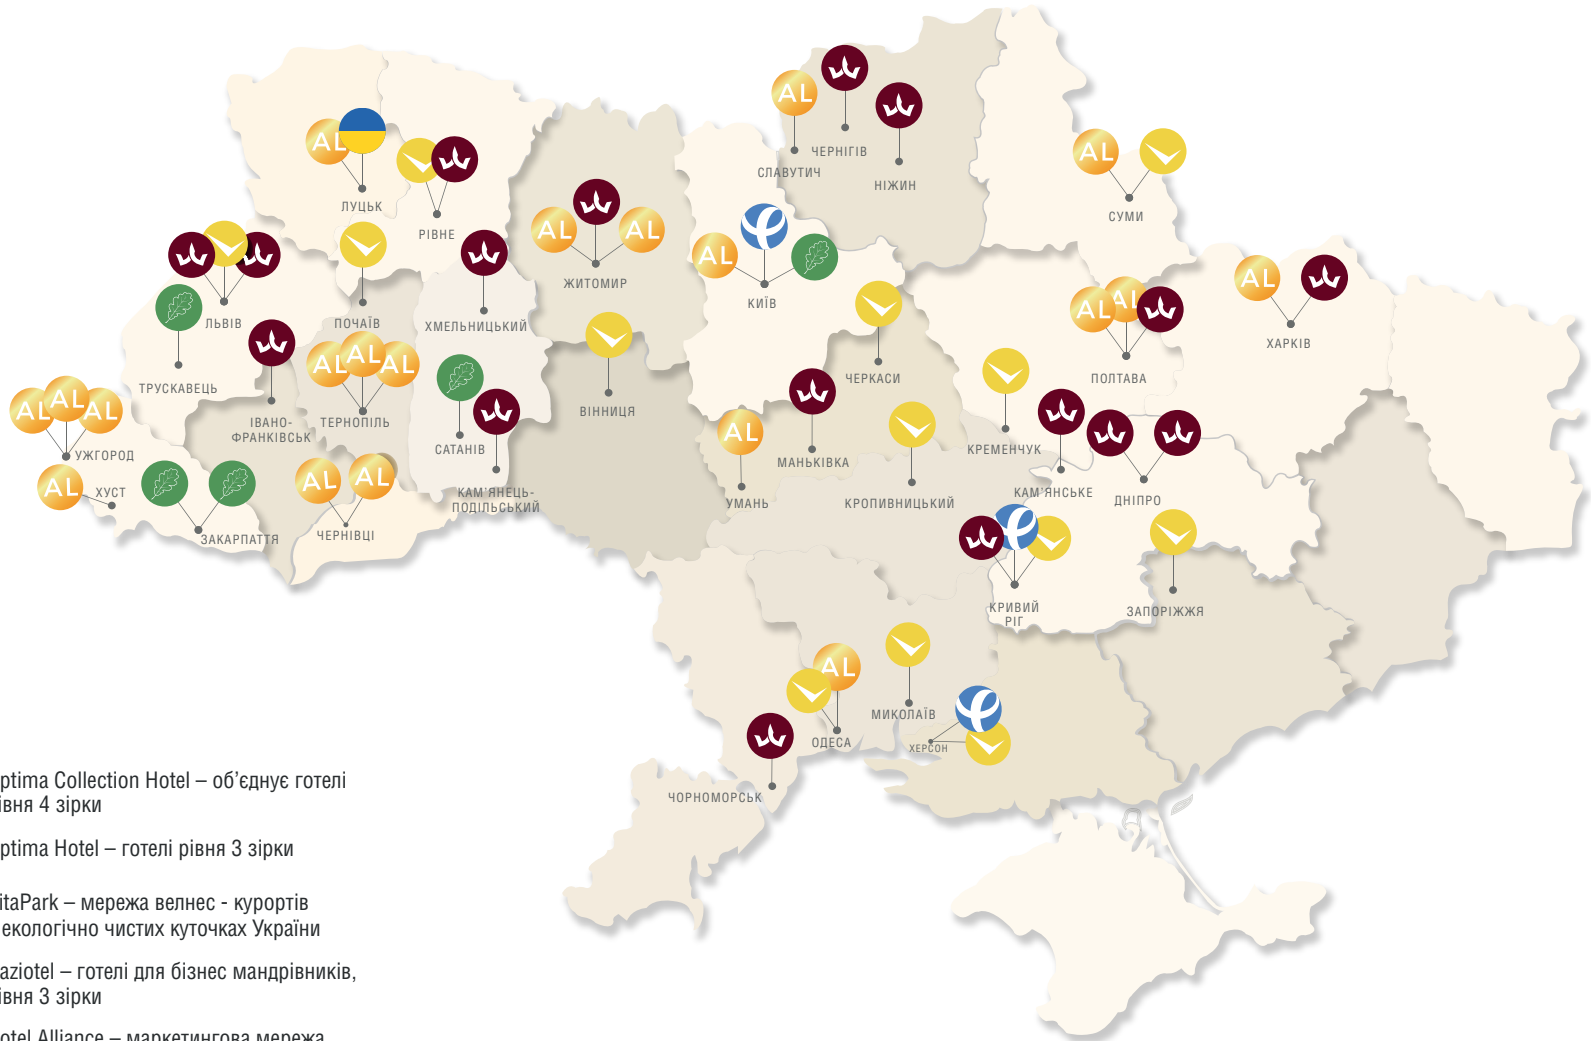 AL
СЛАВУТИЧ
ЧЕРНІГІВ
НІЖИН
AL
ЛУЦЬК
РІВНЕ
AL
СУМИ
ЛЬВІВ
ПОЧАЇВ
ХМЕЛЬНИЦЬКИЙ
AL
AL
ЖИТОМИР
AL
КИЇВ
AL
ХАРКІВ
AL
AL
ПОЛТАВА
ТРУСКАВЕЦЬ
ІВАНО-
ФРАНКІВСЬК
AL
AL
AL
ТЕРНОПІЛЬ
САТАНІВ
КАМ'ЯНЕЦЬ-
ПОДІЛЬСЬКИЙ
ВІННИЦЯ
ЧЕРКАСИ
AL
AL
AL
УЖГОРОД
AL
ХУСТ
ЗАКАРПАТТЯ
AL
AL
ЧЕРНІВЦІ
AL
УМАНЬ
МАНЬКІВКА
КРОПИВНИЦЬКИЙ
КРЕМЕНЧУК
КАМ'ЯНСЬКЕ
ДНІПРО
КРИВИЙ
РІГ
ЗАПОРІЖЖЯ
AL
ОДЕСА
МИКОЛАЇВ
ХЕРСОН
ЧОРНОМОРСЬК
ptima Collection Hotel – об'єднує готелі
івня 4 зірки
ptima Hotel – готелі рівня 3 зірки
itaPark – мережа велнес - курортів
екологічно чистих куточках України
aziotel – готелі для бізнес мандрівників,
івня 3 зірки
otel Alliance – маркетингова мережа